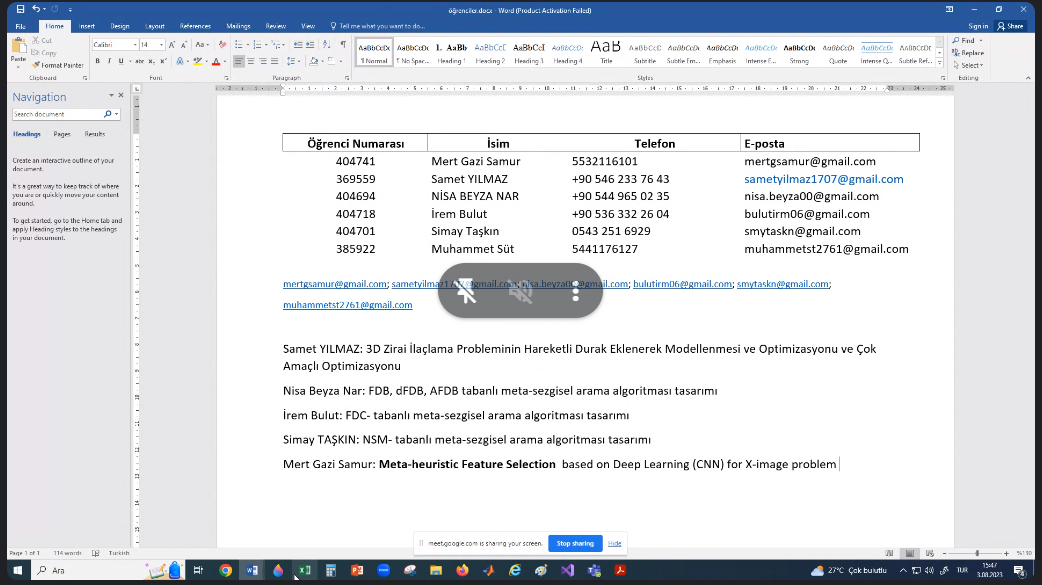 öğrenciler.docx - Word (Product Activation Failed)
Sign in Share
File Home Insert Design Layout References Mailings Review View Tell me what you want to do...
Paste Cut Copy Format Painter
Clipboard
Calibri 14
Font
Paragraph
AaBbCcDc AaBbCcDc 1. AaBb AaBbCc AaBbCcI AaBbCc AaB AaBbCcD AaBbCcDc AaBbCcDc AaBbCcDc AaBbCcDc AaBbCcDc AaBbCcDc AaBbCcDc
¶ Normal ¶ No Spac... Heading 1 Heading 2 Heading 3 Heading 4 Title Subtitle Subtle Em... Emphasis Intense E... Strong Quote Intense Q... Subtle Ref...
Styles
Find
Replace
Select
Editing
Navigation
Search document
Headings Pages Results
Create an interactive outline of your
document.
It's a great way to keep track of where
you are or quickly move your content
around.
To get started, go to the Home tab and
apply Heading styles to the headings
in your document.
Öğrenci Numarası İsim Telefon E-posta
404741 Mert Gazi Samur 5532116101 mertgsamur@gmail.com
369559 Samet YILMAZ +90 546 233 76 43 sametyilmaz1707@gmail.com
404694 NİSA BEYZA NAR +90 544 965 02 35 nisa.beyza00@gmail.com
404718 İrem Bulut +90 536 332 26 04 bulutirm06@gmail.com
404701 Simay Taşkın 0543 251 6929 smytaskn@gmail.com
385922 Muhammet Süt 5441176127 muhammetst2761@gmail.com
mertgsamur@gmail.com; sametyilmaz1707@gmail.com; nisa.beyza00@gmail.com; bulutirm06@gmail.com; smytaskn@gmail.com;
muhammetst2761@gmail.com
Samet YILMAZ: 3D Zirai İlaçlama Probleminin Hareketli Durak Eklenerek Modellenmesi ve Optimizasyonu ve Çok
Amaçlı Optimizasyonu
Nisa Beyza Nar: FDB, dFDB, AFDB tabanlı meta-sezgisel arama algoritması tasarımı
İrem Bulut: FDC- tabanlı meta-sezgisel arama algoritması tasarımı
Simay TAŞKIN: NSM- tabanlı meta-sezgisel arama algoritması tasarımı
Mert Gazi Samur: Meta-heuristic Feature Selection based on Deep Learning (CNN) for X-image problem
meet.google.com is sharing your screen. Stop sharing Hide
Page 1 of 1 114 words Turkish
%130
Ara
27°C Çok bulutlu TUR 15:47
3.08.2023